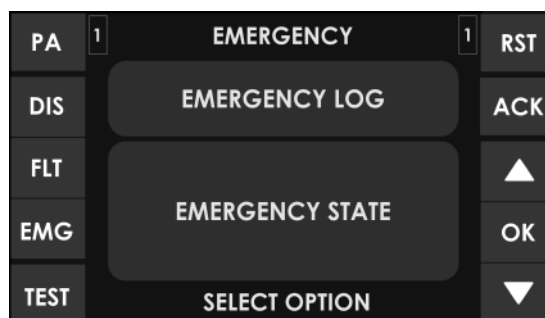 PA
1
EMERGENCY
1
RST
DIS
EMERGENCY LOG
ACK
FLT
EMERGENCY STATE
EMG
OK
TEST
SELECT OPTION